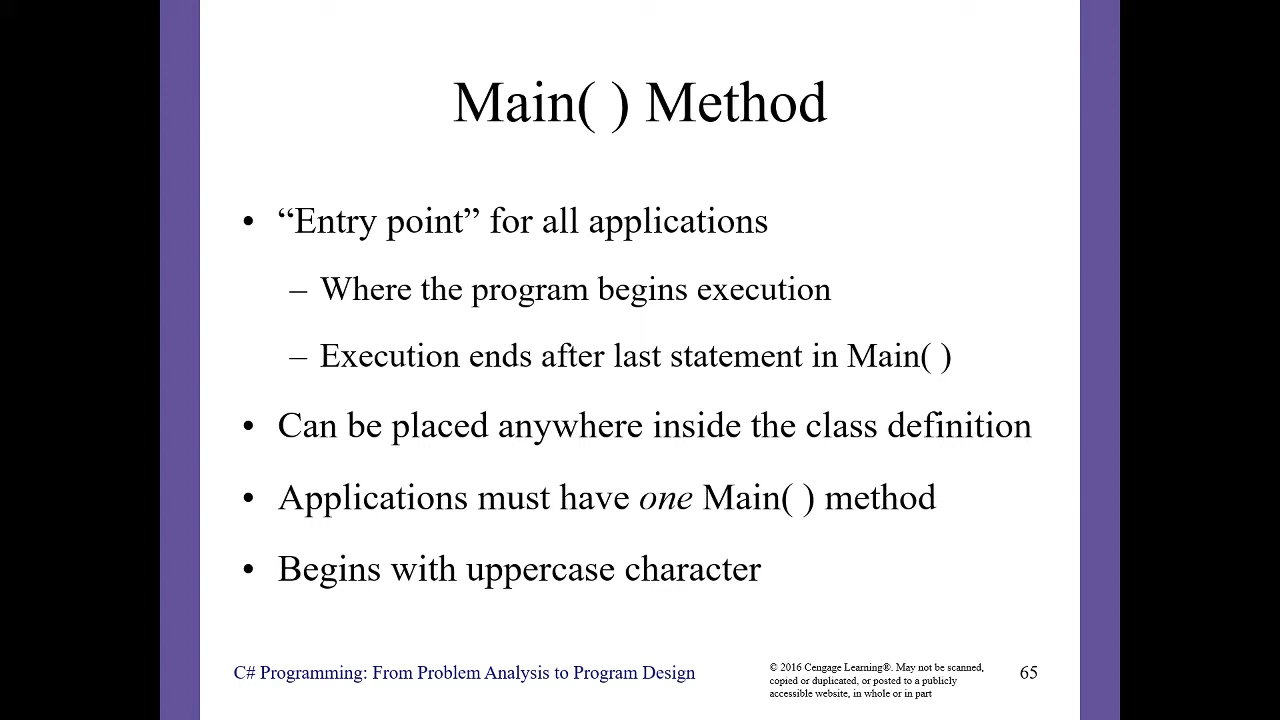 Main( ) Method
• “Entry point” for all applications
– Where the program begins execution
– Execution ends after last statement in Main( )
• Can be placed anywhere inside the class definition
• Applications must have one Main( ) method
• Begins with uppercase character
C# Programming: From Problem Analysis to Program Design
© 2016 Cengage Learning®. May not be scanned,
copied or duplicated, or posted to a publicly
accessible website, in whole or in part
65